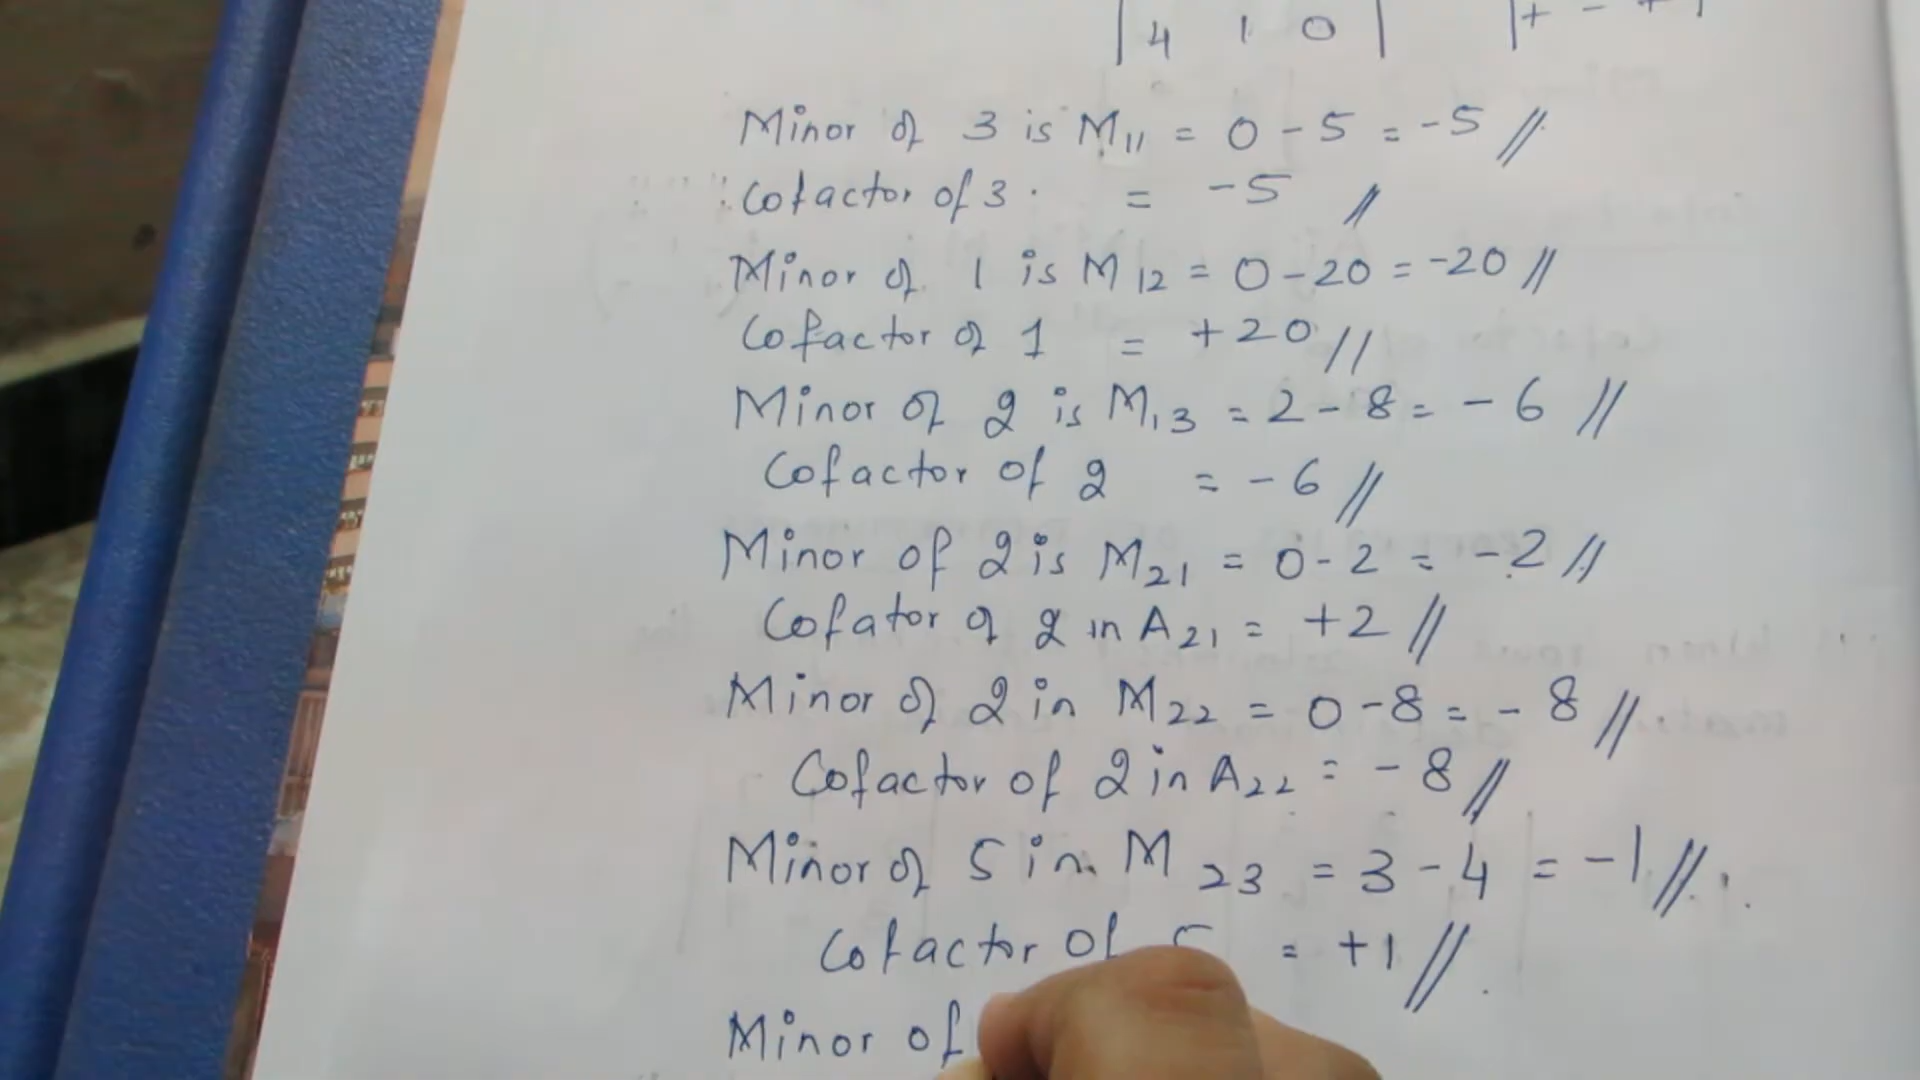 | 4 1 0 | |+ - +|
Minor of 3 is M11 = 0 - 5 = -5 //
Cofactor of 3 = -5 //
Minor of 1 is M12 = 0 - 20 = -20 //
Cofactor of 1 = +20 //
Minor of 2 is M13 = 2 - 8 = - 6 //
Cofactor of 2 = - 6 //
Minor of 2 is M21 = 0 - 2 = -2 //
Cofator of 2 in A21 = +2 //
Minor of 2 in M22 = 0 - 8 = - 8 //
Cofactor of 2 in A22 = - 8 //
Minor of 5 in M23 = 3 - 4 = -1 //
Cofactor of 5 = +1 //
Minor of